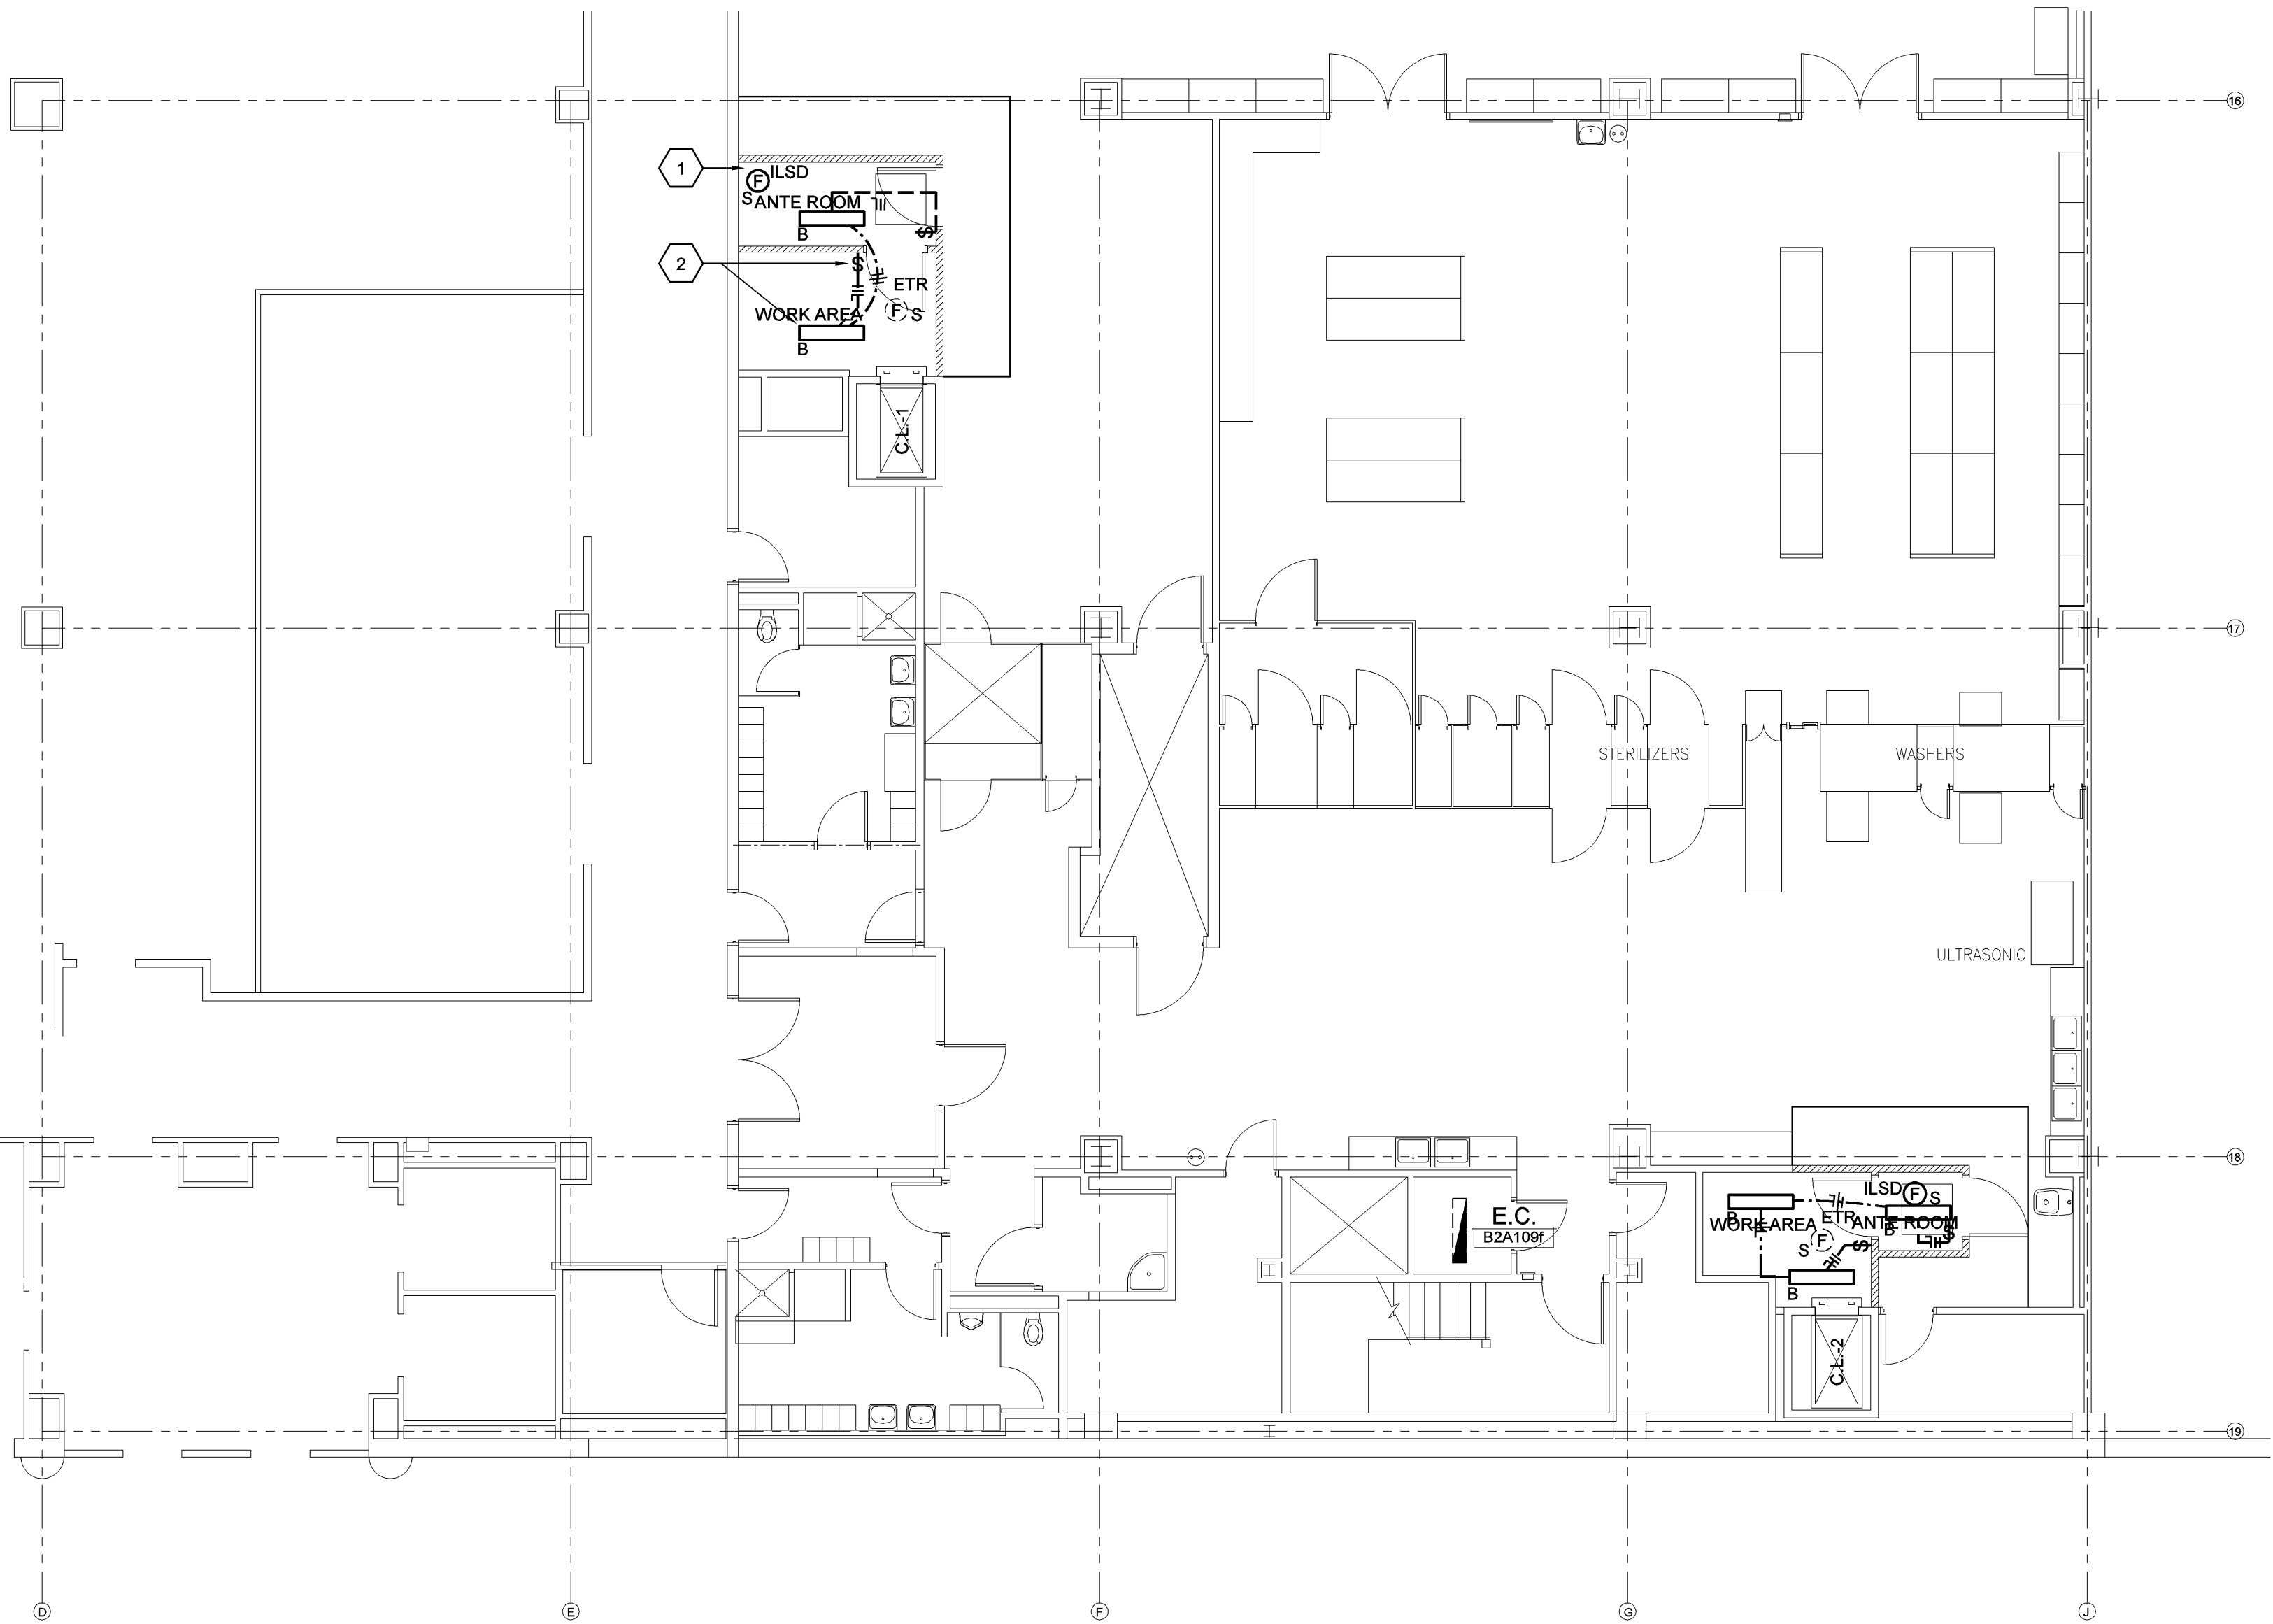 16
1
ILSD
F
S
ANTE ROOM
B
S
2
S
ETR
WORK AREA
F S
B
C.L.-1
17
STERILIZERS
WASHERS
ULTRASONIC
18
ILSD
F
S
E.C.
B2A109f
B
WORK AREA
ETR
ANTE ROOM
B
S
S
F
S
B
C.L.-2
19
D
E
F
G
J